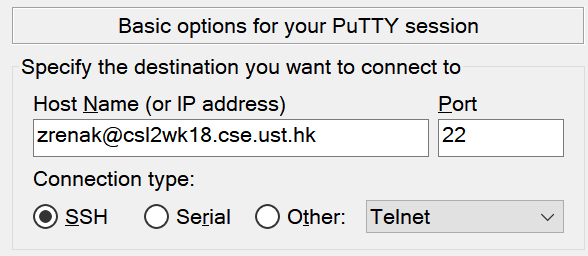 Basic options for your PuTTY session
Specify the destination you want to connect to
Host Name (or IP address) Port
zrenak@csl2wk18.cse.ust.hk 22
Connection type:
SSH Serial Other: Telnet